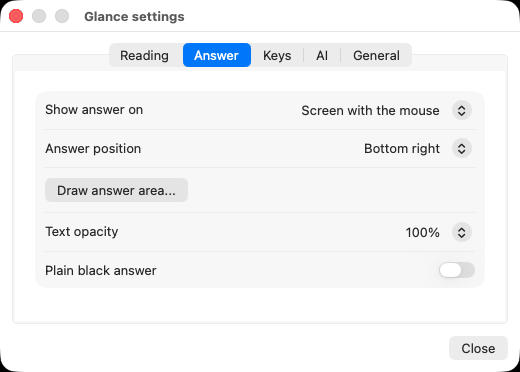 Glance settings
Reading Answer Keys AI General
Show answer on Screen with the mouse
Answer position Bottom right
Draw answer area...
Text opacity 100%
Plain black answer
Close